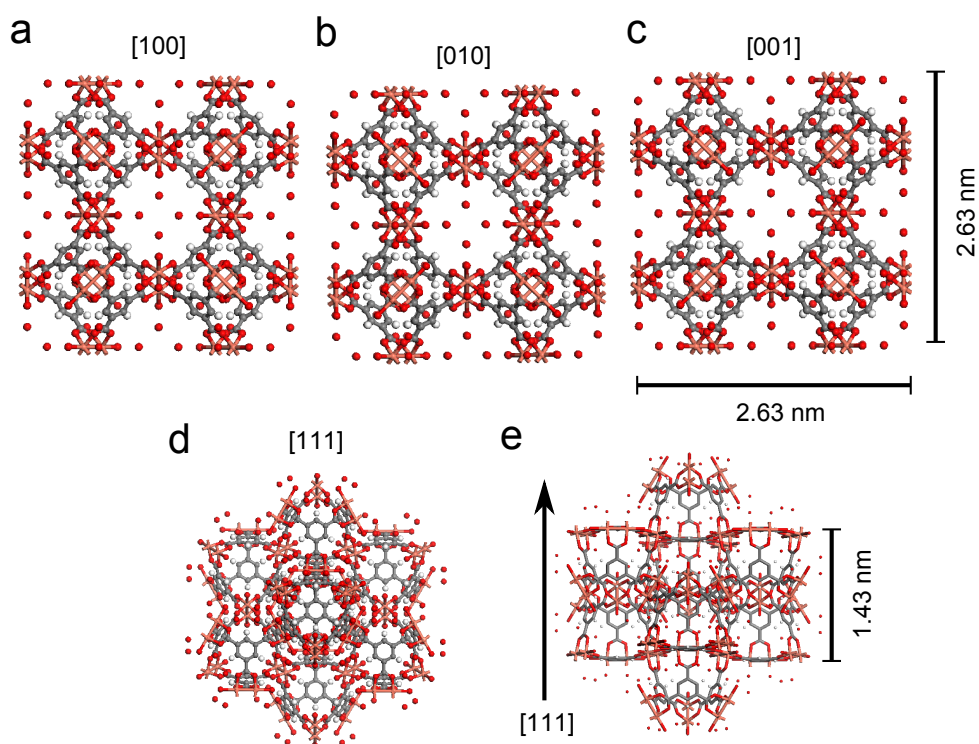 a
[100]
b
[010]
c
[001]
2.63 nm
2.63 nm
d
[111]
e
1.43 nm
[111]